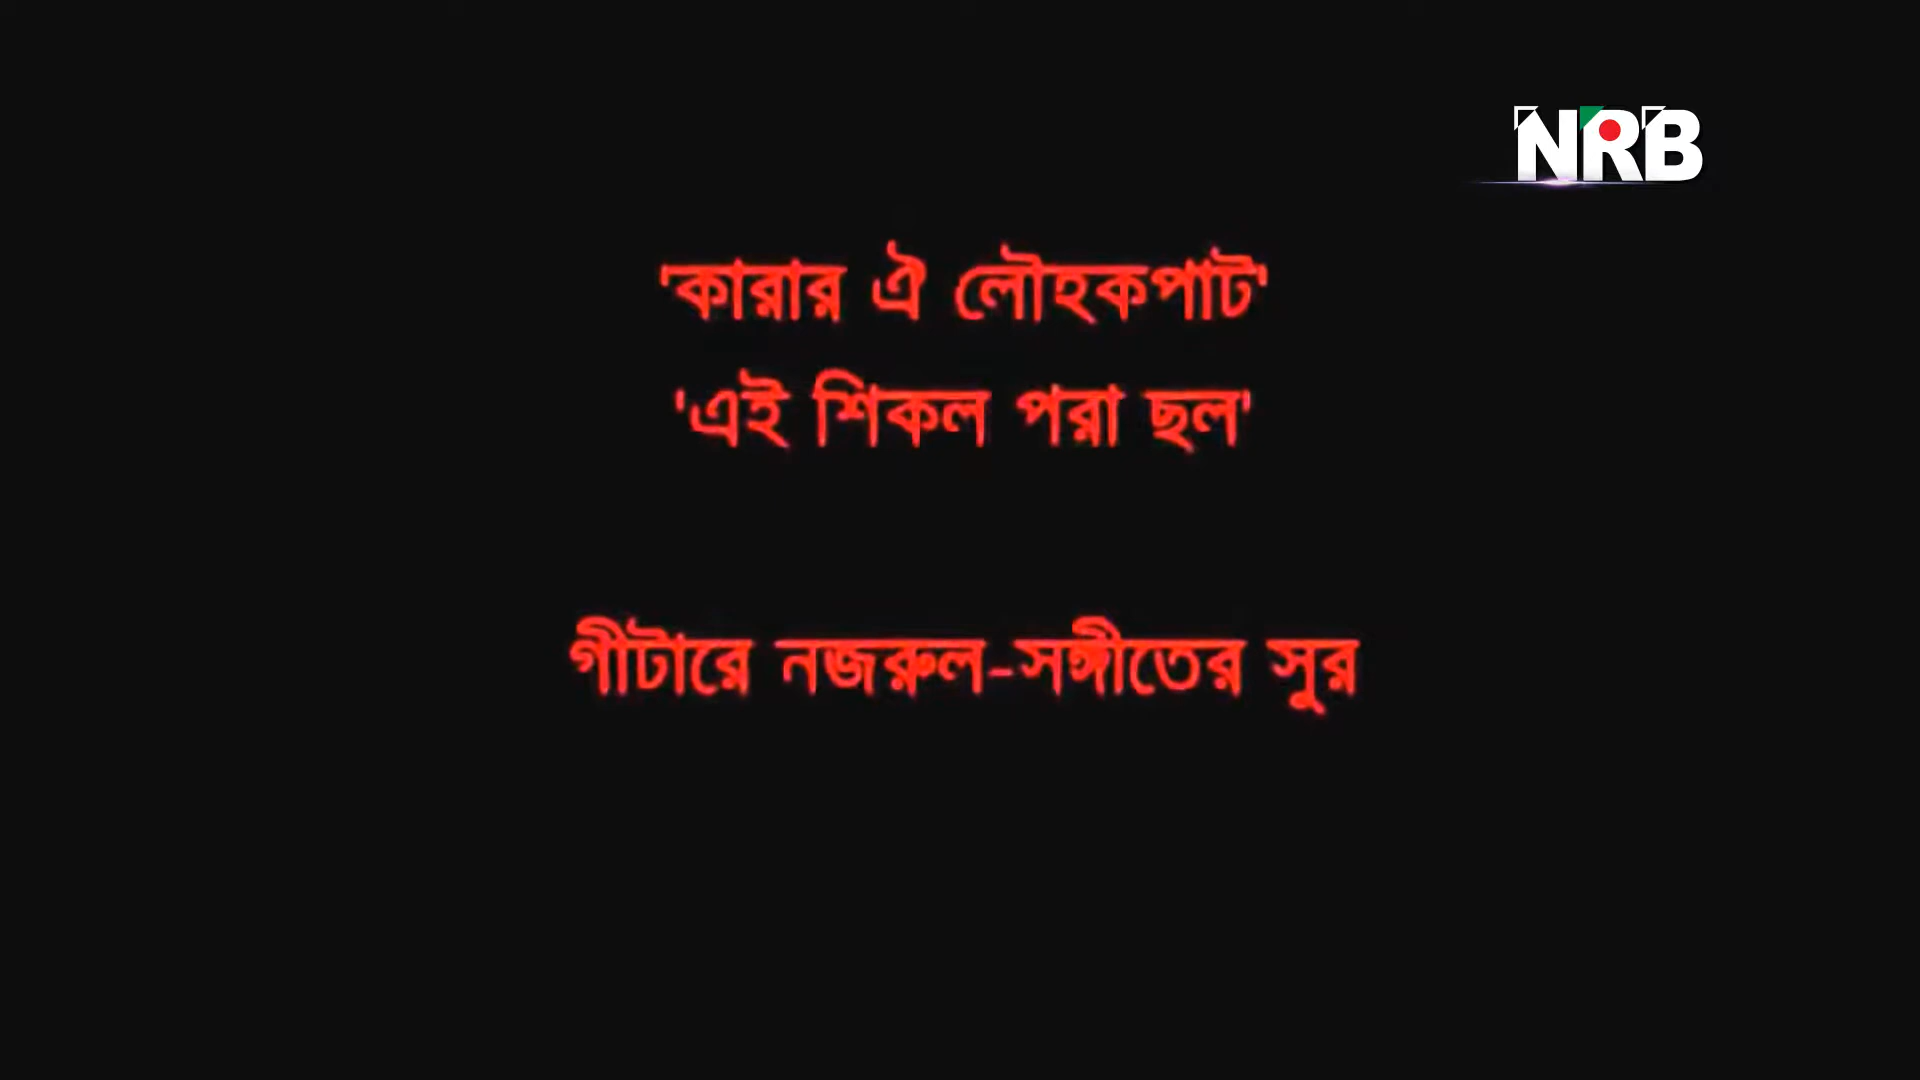 NRB
'কারার ঐ লৌহকপাট'
'এই শিকল পরা ছল'
গীটারে নজরুল-সঙ্গীতের সুর